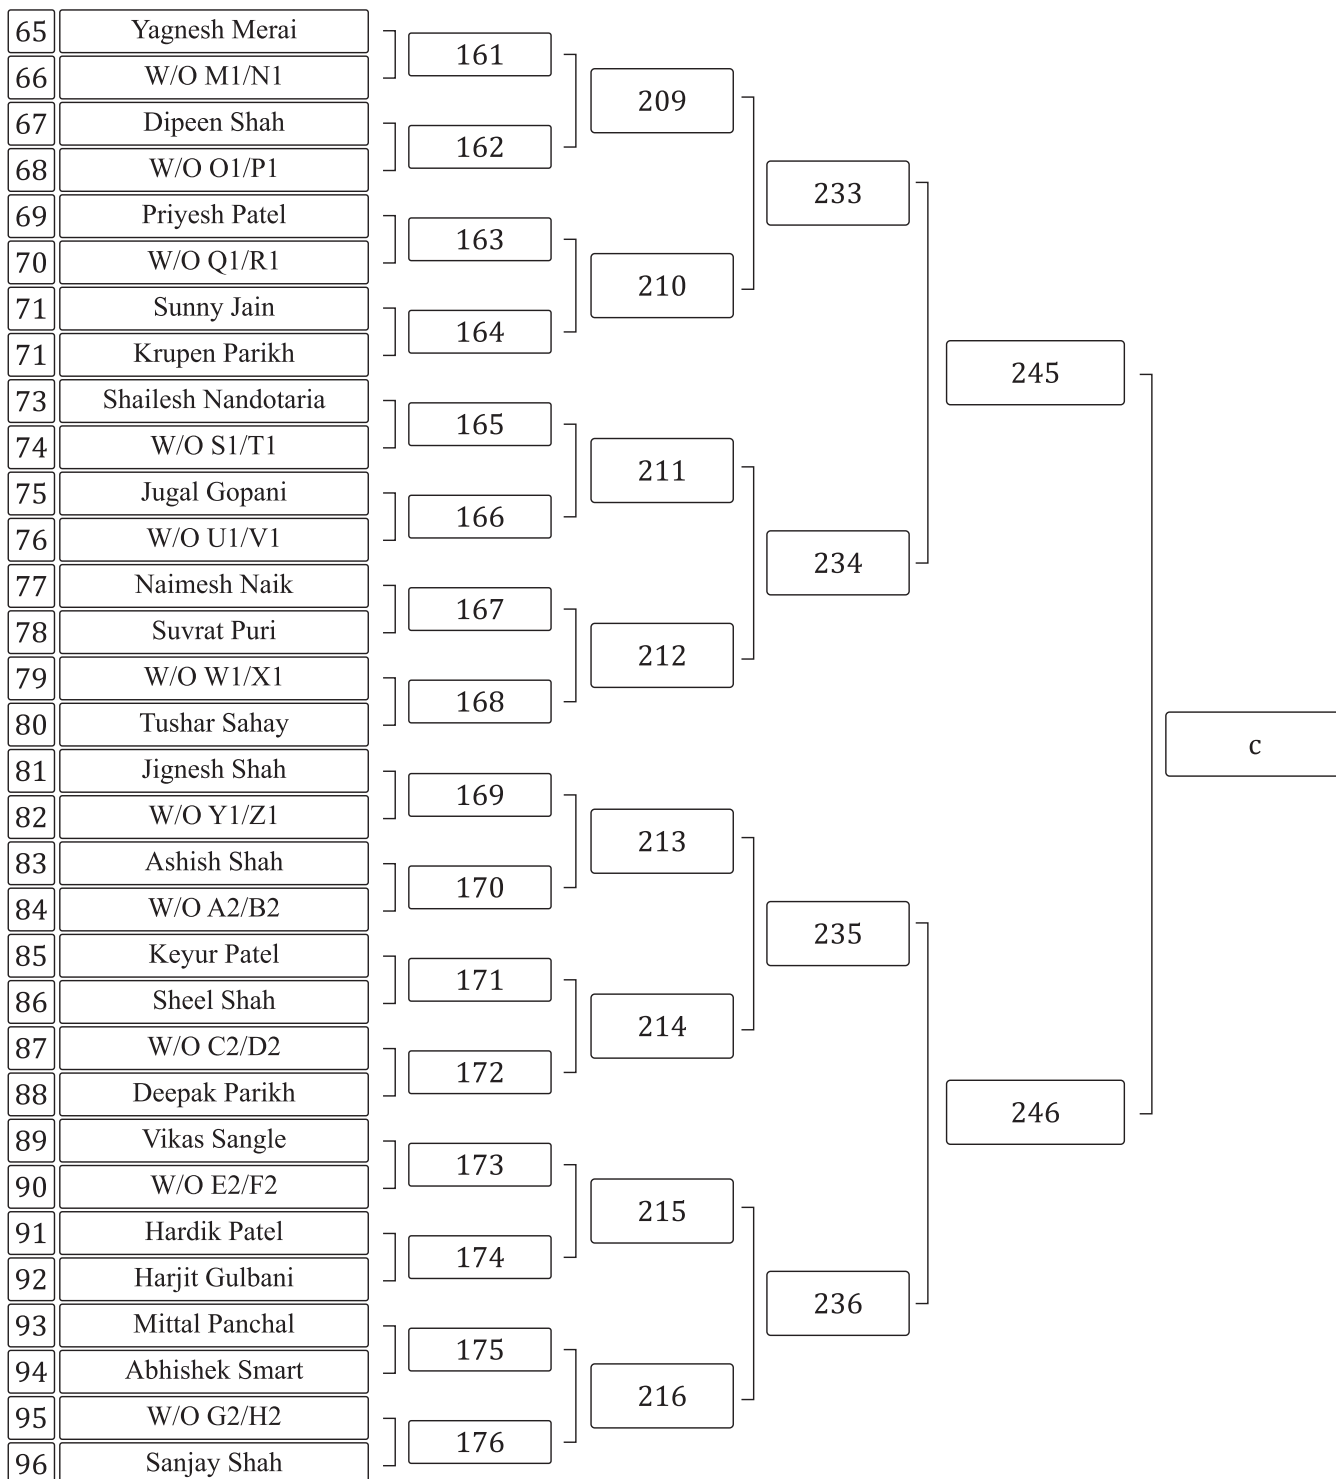 65 Yagnesh Merai
66 W/O M1/N1
67 Dipeen Shah
68 W/O O1/P1
69 Priyesh Patel
70 W/O Q1/R1
71 Sunny Jain
71 Krupen Parikh
73 Shailesh Nandotaria
74 W/O S1/T1
75 Jugal Gopani
76 W/O U1/V1
77 Naimesh Naik
78 Suvrat Puri
79 W/O W1/X1
80 Tushar Sahay
81 Jignesh Shah
82 W/O Y1/Z1
83 Ashish Shah
84 W/O A2/B2
85 Keyur Patel
86 Sheel Shah
87 W/O C2/D2
88 Deepak Parikh
89 Vikas Sangle
90 W/O E2/F2
91 Hardik Patel
92 Harjit Gulbani
93 Mittal Panchal
94 Abhishek Smart
95 W/O G2/H2
96 Sanjay Shah
161
162
163
164
165
166
167
168
169
170
171
172
173
174
175
176
209
210
211
212
213
214
215
216
233
234
235
236
245
246
c